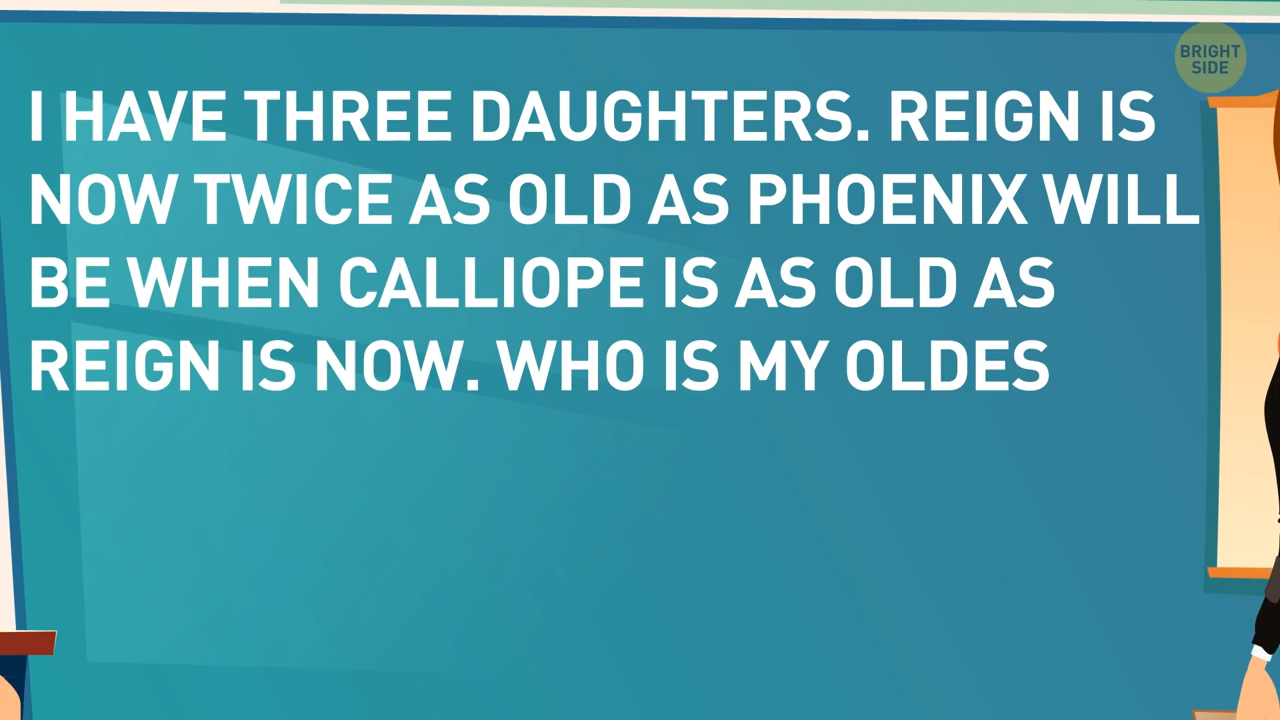 BRIGHT
SIDE
I HAVE THREE DAUGHTERS. REIGN IS
NOW TWICE AS OLD AS PHOENIX WILL
BE WHEN CALLIOPE IS AS OLD AS
REIGN IS NOW. WHO IS MY OLDES